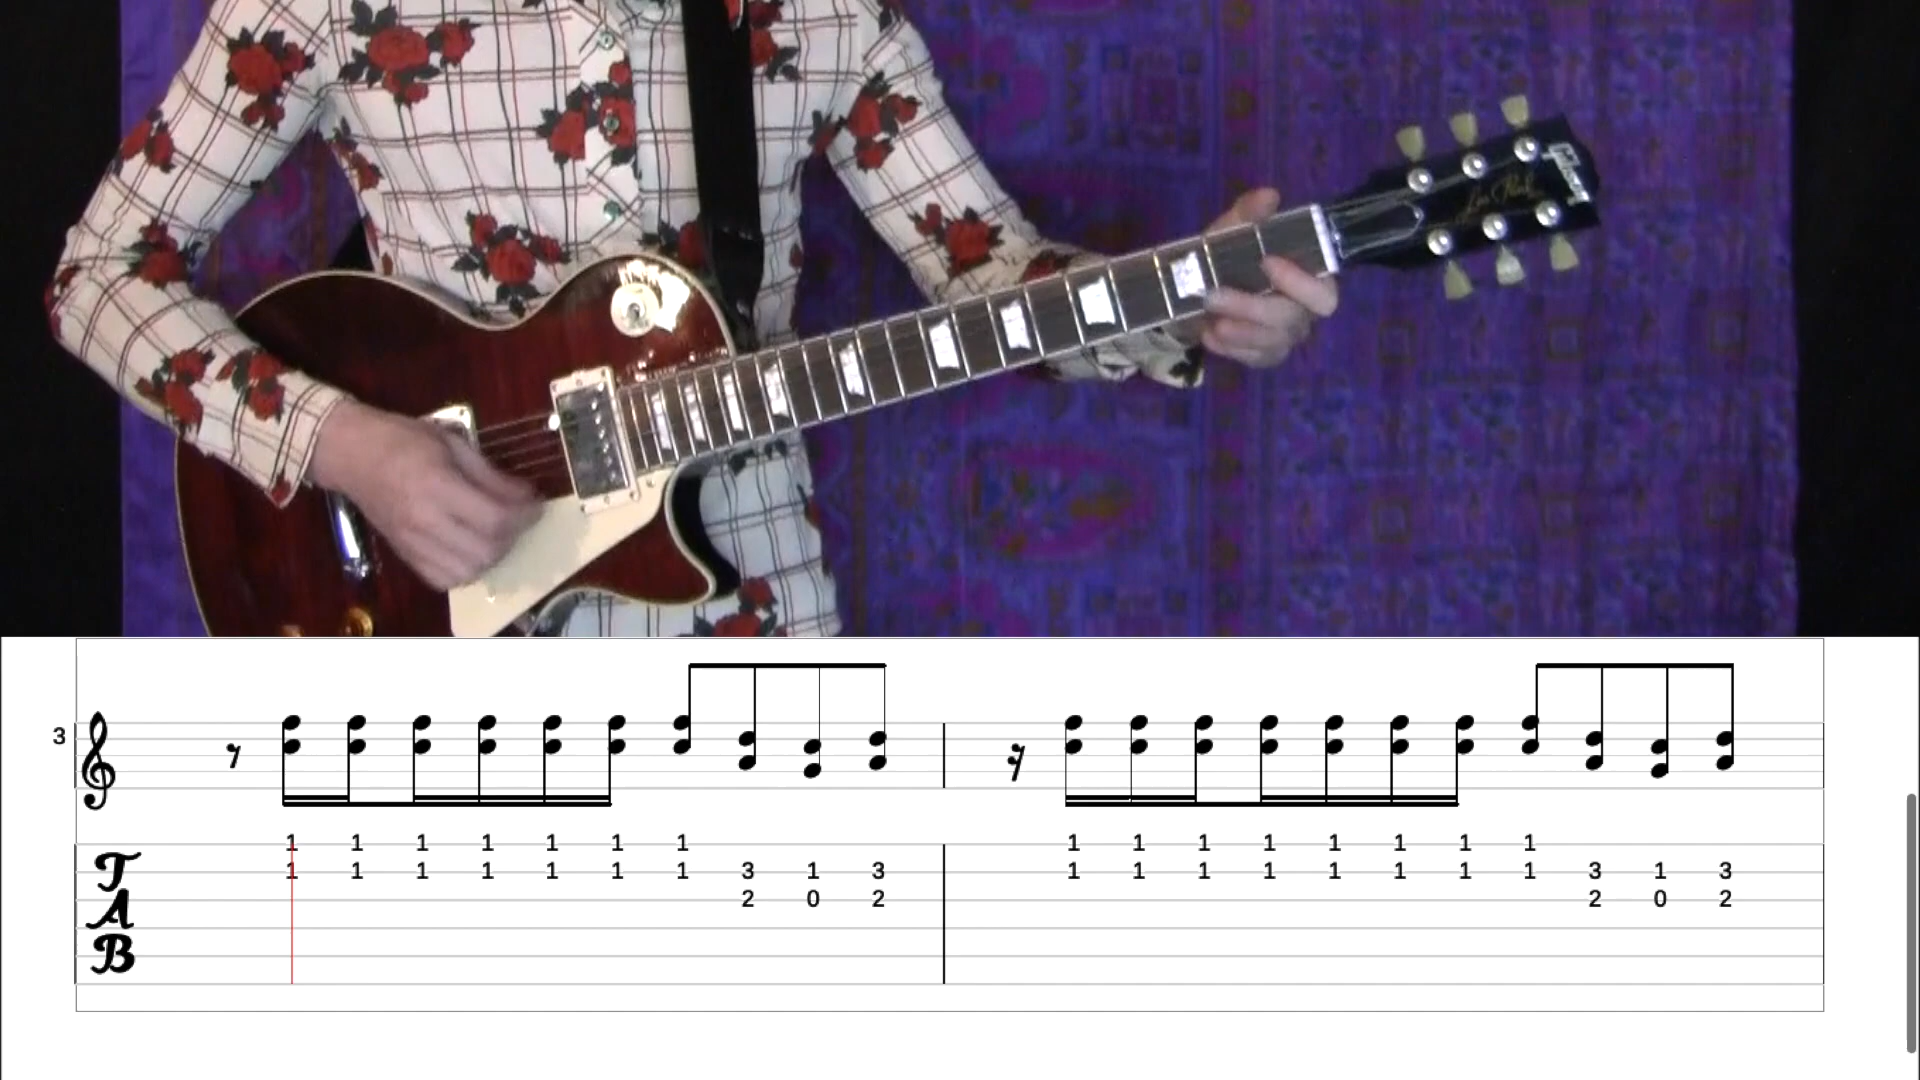 Gibson
Les Paul
3
1 1 1 1 1 1 1 1 1 1 1 1 1 1 1
T 1 1 1 1 1 1 1 3 1 3 1 1 1 1 1 1 1 1 3 1 3
A 2 0 2 2 0 2
B